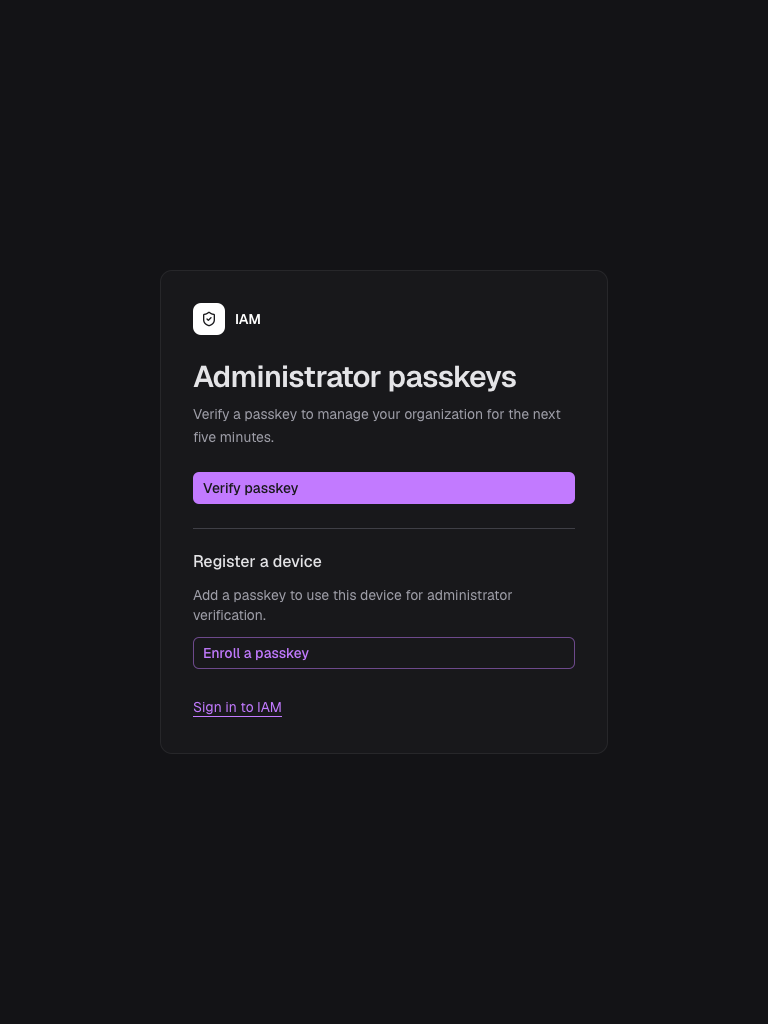 IAM
Administrator passkeys
Verify a passkey to manage your organization for the next
five minutes.
Verify passkey
Register a device
Add a passkey to use this device for administrator
verification.
Enroll a passkey
Sign in to IAM